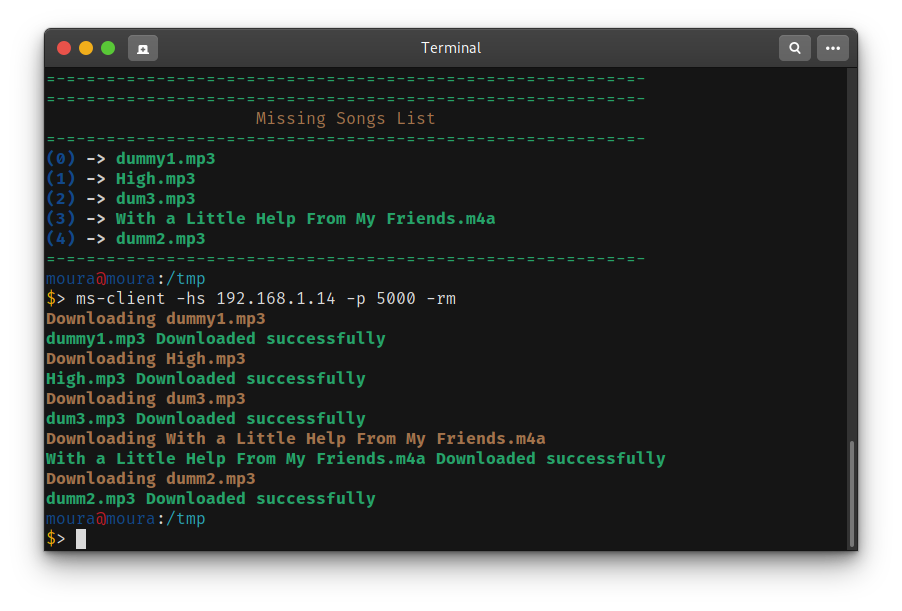 Terminal
=-=-=-=-=-=-=-=-=-=-=-=-=-=-=-=-=-=-=-=-=-=-=-=-=-=-=-=-=-=-
=-=-=-=-=-=-=-=-=-=-=-=-=-=-=-=-=-=-=-=-=-=-=-=-=-=-=-=-=-=-
Missing Songs List
=-=-=-=-=-=-=-=-=-=-=-=-=-=-=-=-=-=-=-=-=-=-=-=-=-=-=-=-=-=-
(0) -> dummy1.mp3
(1) -> High.mp3
(2) -> dum3.mp3
(3) -> With a Little Help From My Friends.m4a
(4) -> dumm2.mp3
=-=-=-=-=-=-=-=-=-=-=-=-=-=-=-=-=-=-=-=-=-=-=-=-=-=-=-=-=-=-
moura@moura:/tmp
$> ms-client -hs 192.168.1.14 -p 5000 -rm
Downloading dummy1.mp3
dummy1.mp3 Downloaded successfully
Downloading High.mp3
High.mp3 Downloaded successfully
Downloading dum3.mp3
dum3.mp3 Downloaded successfully
Downloading With a Little Help From My Friends.m4a
With a Little Help From My Friends.m4a Downloaded successfully
Downloading dumm2.mp3
dumm2.mp3 Downloaded successfully
moura@moura:/tmp
$>